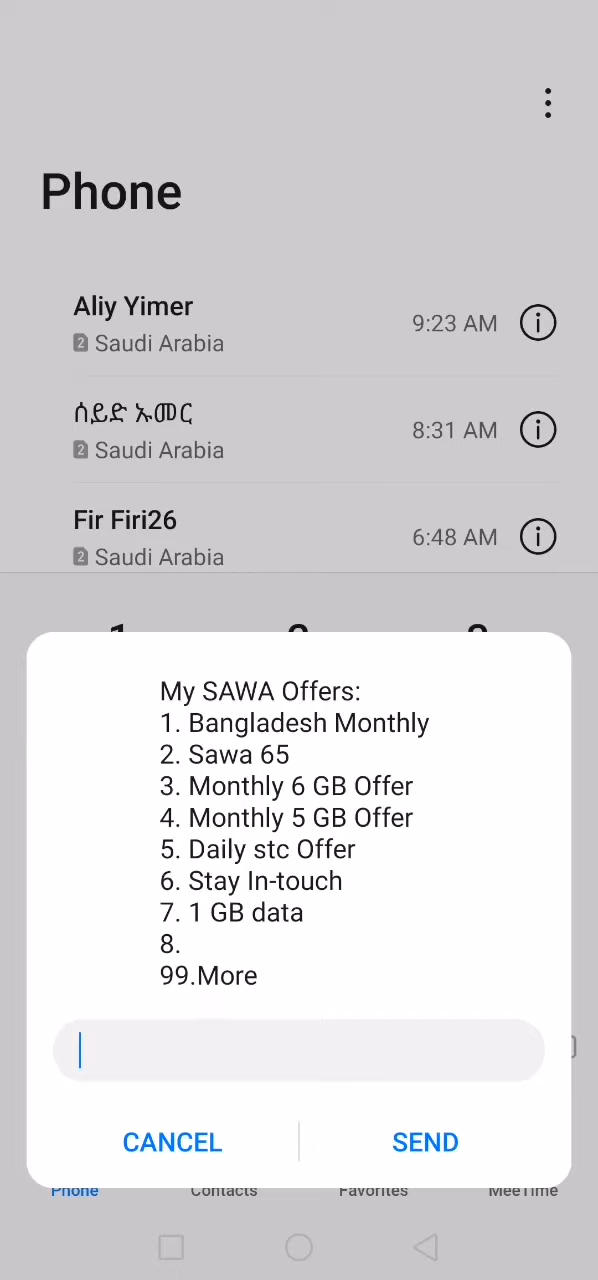 Phone
Aliy Yimer
2 Saudi Arabia
9:23 AM
ሰይድ ኡመር
2 Saudi Arabia
8:31 AM
Fir Firi26
2 Saudi Arabia
6:48 AM
My SAWA Offers:
1. Bangladesh Monthly
2. Sawa 65
3. Monthly 6 GB Offer
4. Monthly 5 GB Offer
5. Daily stc Offer
6. Stay In-touch
7. 1 GB data
8.
99.More
CANCEL
SEND
Phone
Contacts
Favorites
MeeTime